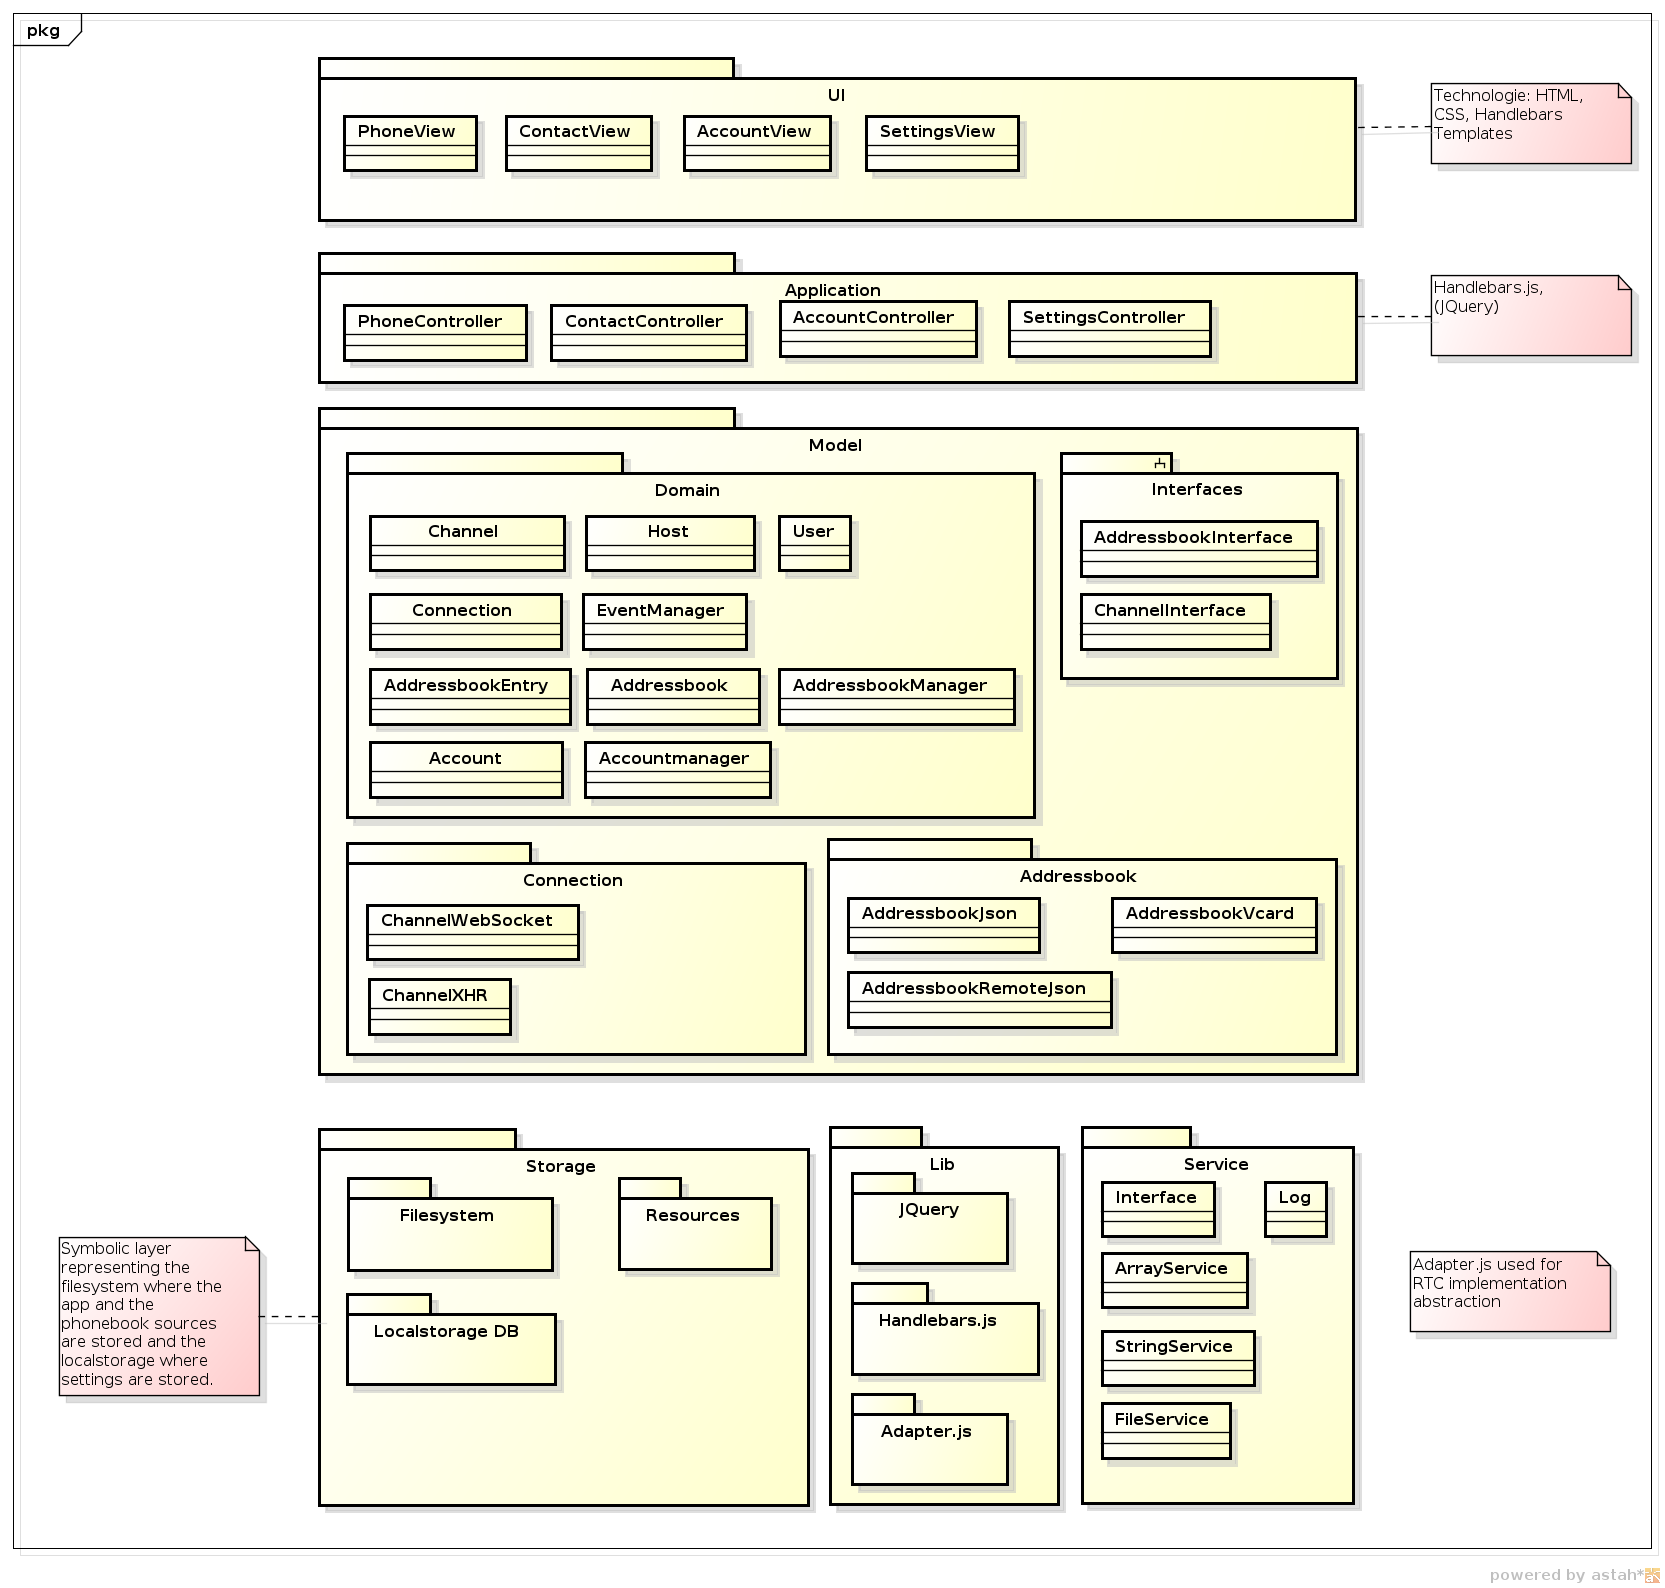 pkg
UI
PhoneView
ContactView
AccountView
SettingsView
Technologie: HTML,
CSS, Handlebars
Templates
Application
PhoneController
ContactController
AccountController
SettingsController
Handlebars.js,
(JQuery)
Model
Domain
Channel
Host
User
Connection
EventManager
AddressbookEntry
Addressbook
AddressbookManager
Account
Accountmanager
Interfaces
AddressbookInterface
ChannelInterface
Connection
ChannelWebSocket
ChannelXHR
Addressbook
AddressbookJson
AddressbookVcard
AddressbookRemoteJson
Symbolic layer
representing the
filesystem where the
app and the
phonebook sources
are stored and the
localstorage where
settings are stored.
Storage
Filesystem
Resources
Localstorage DB
Lib
JQuery
Handlebars.js
Adapter.js
Service
Interface
Log
ArrayService
StringService
FileService
Adapter.js used for
RTC implementation
abstraction
powered by astah*